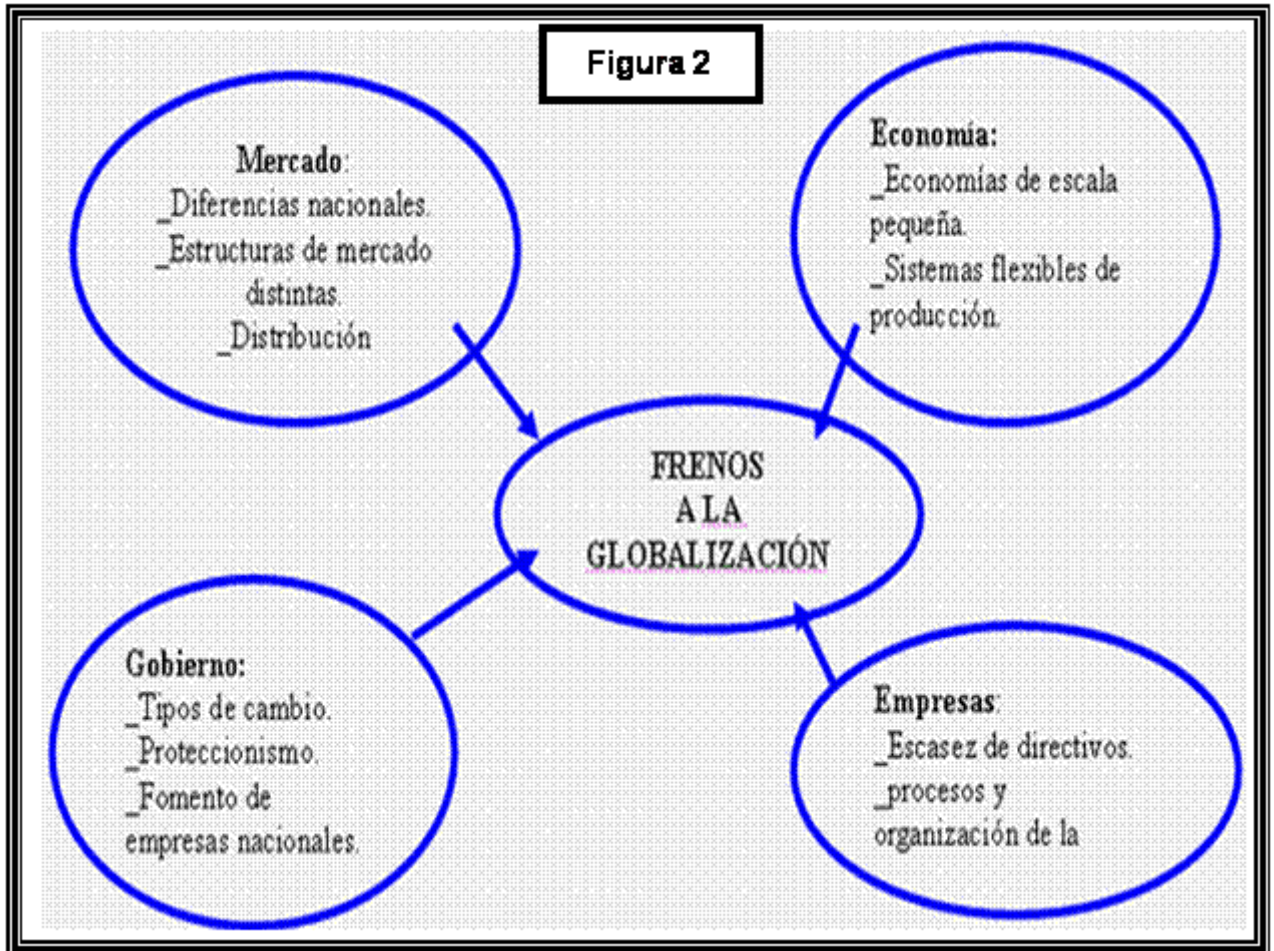 Figura 2
Mercado:
_Diferencias nacionales.
_Estructuras de mercado
distintas.
_Distribución
Economía:
_Economías de escala
pequeña.
_Sistemas flexibles de
producción.
FRENOS
A LA
GLOBALIZACIÓN
Gobierno:
_Tipos de cambio.
_Proteccionismo.
_Fomento de
empresas nacionales.
Empresas:
_Escasez de directivos.
_procesos y
organización de la